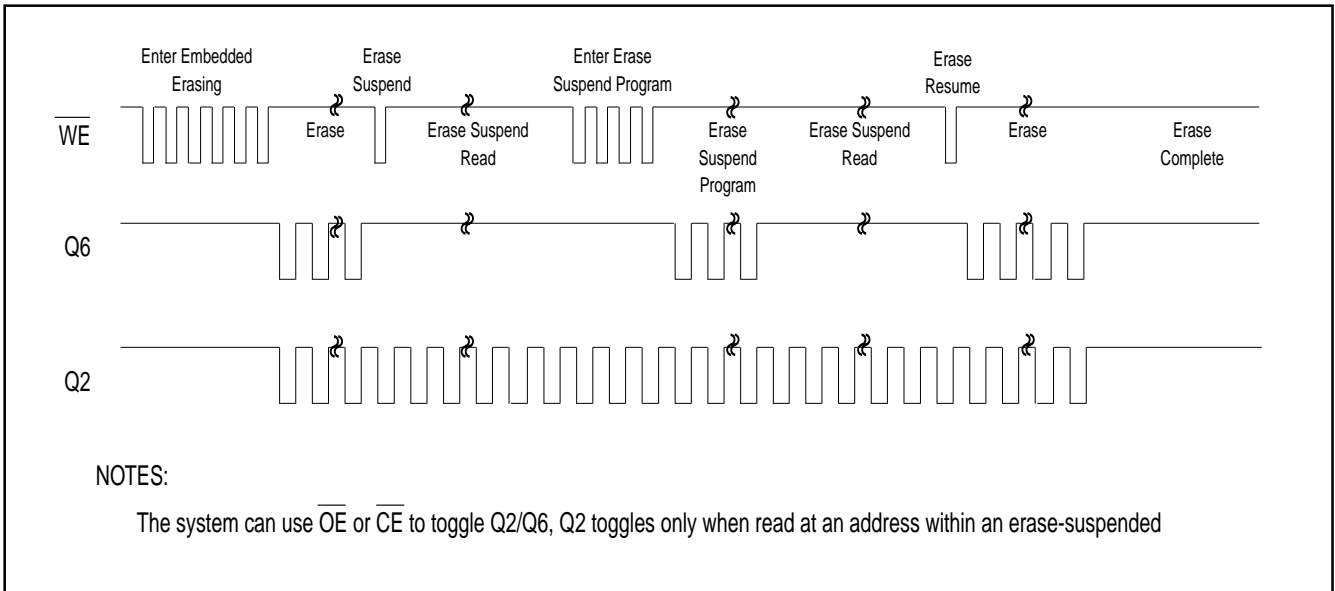 Enter Embedded
Erasing
Erase
Suspend
Enter Erase
Suspend Program
Erase
Resume
WE
Erase
Erase Suspend
Read
Erase
Suspend
Program
Erase Suspend
Read
Erase
Erase
Complete
Q6
Q2
NOTES:
The system can use OE or CE to toggle Q2/Q6, Q2 toggles only when read at an address within an erase-suspended